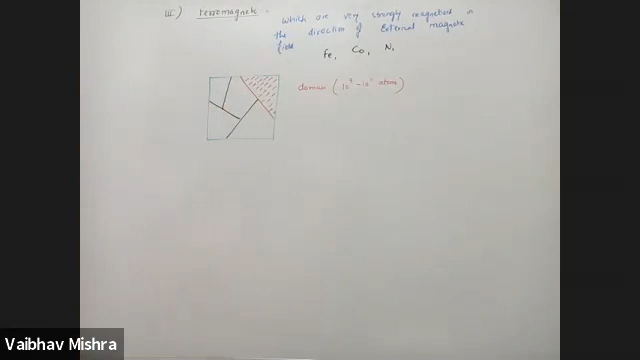 iii) Ferromagnetic -
which are very strongly magnetised in
the direction of External magnetic
field
Fe, Co, Ni
domain ( atoms)
Vaibhav Mishra